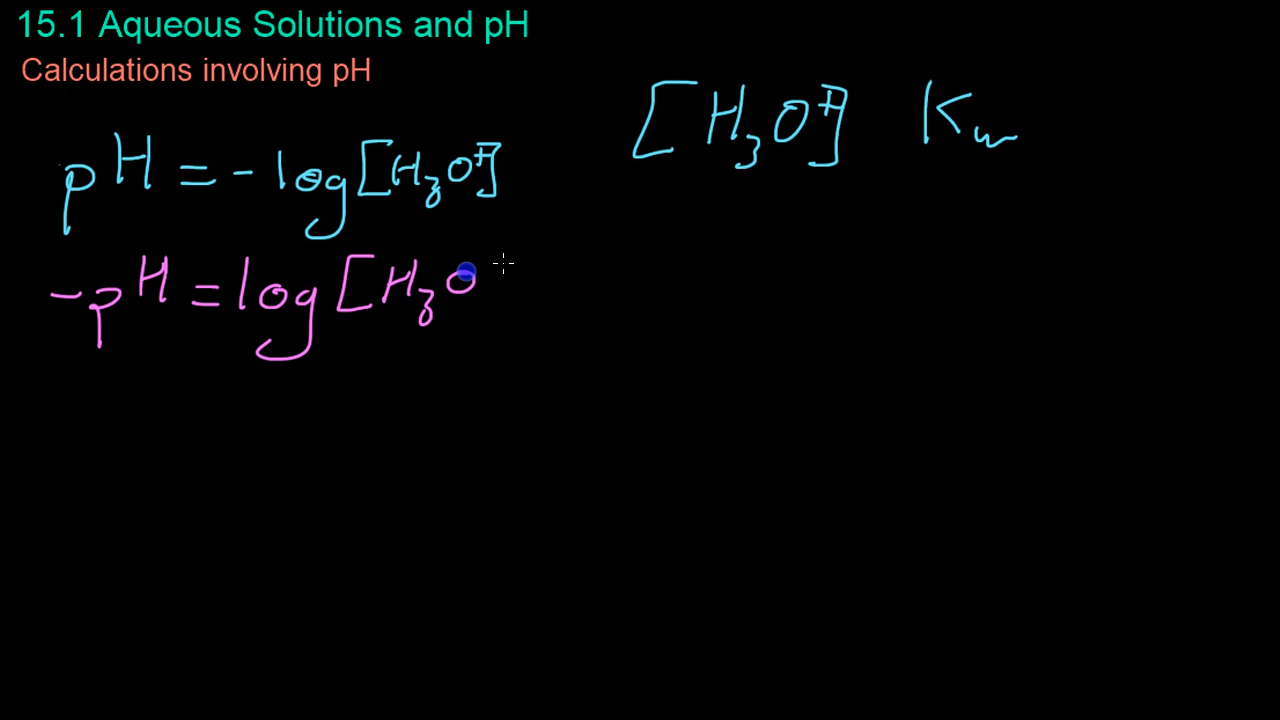 15.1 Aqueous Solutions and pH
Calculations involving pH
[H₃O⁺] Kw
pH = - log [H₃O⁺]
-pH = log [H₃O